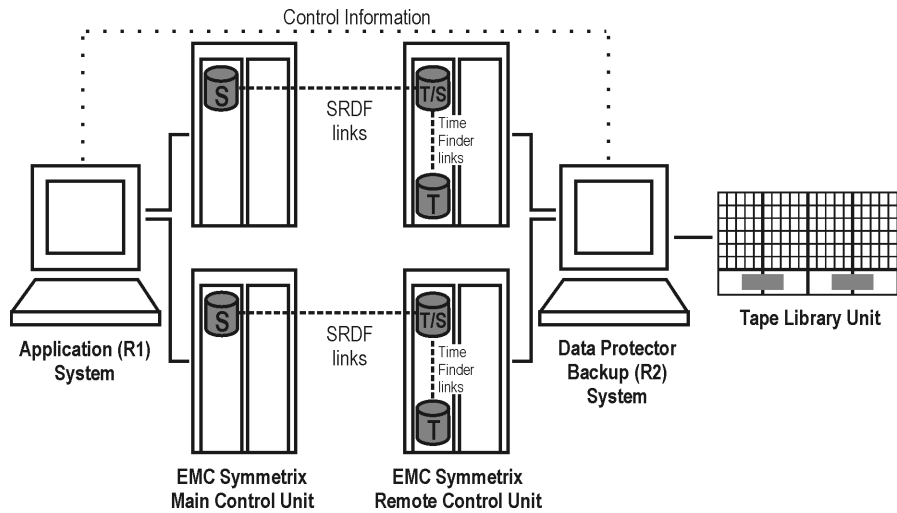 Control Information
S
T/S
SRDF
links
Time
Finder
links
T
S
T/S
SRDF
links
Time
Finder
links
T
Application (R1)
System
Data Protector
Backup (R2)
System
Tape Library Unit
EMC Symmetrix
Main Control Unit
EMC Symmetrix
Remote Control Unit